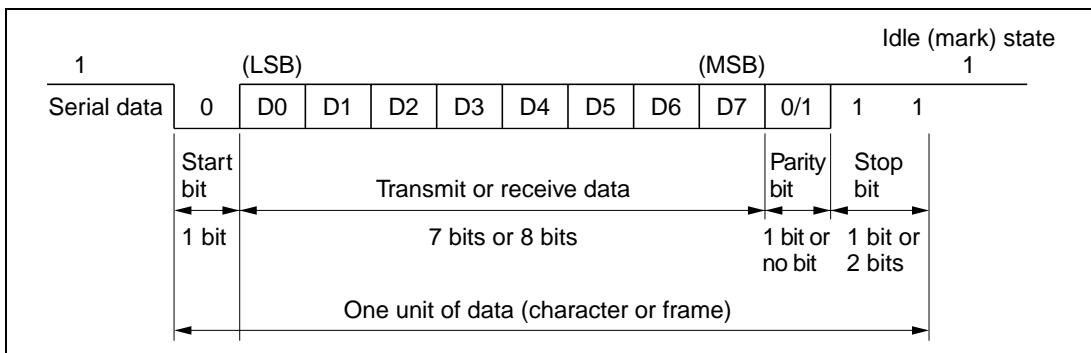 Idle (mark) state
1 (LSB) (MSB) 1
Serial data 0 D0 D1 D2 D3 D4 D5 D6 D7 0/1 1 1
Start bit
Transmit or receive data
Parity bit
Stop bit
1 bit
7 bits or 8 bits
1 bit or no bit
1 bit or 2 bits
One unit of data (character or frame)